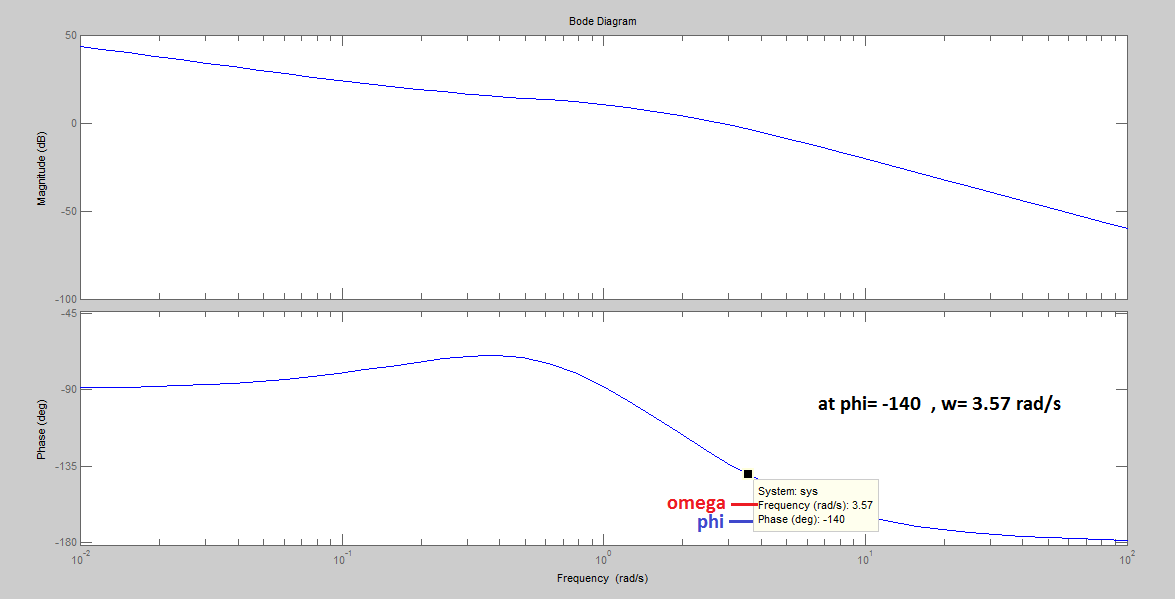 Bode Diagram
50
0
-50
-100
Magnitude (dB)
-45
-90
-135
-180
Phase (deg)
at phi= -140 , w= 3.57 rad/s
System: sys
omega
Frequency (rad/s): 3.57
phi
Phase (deg): -140
10^-2
10^-1
10^0
10^1
10^2
Frequency (rad/s)